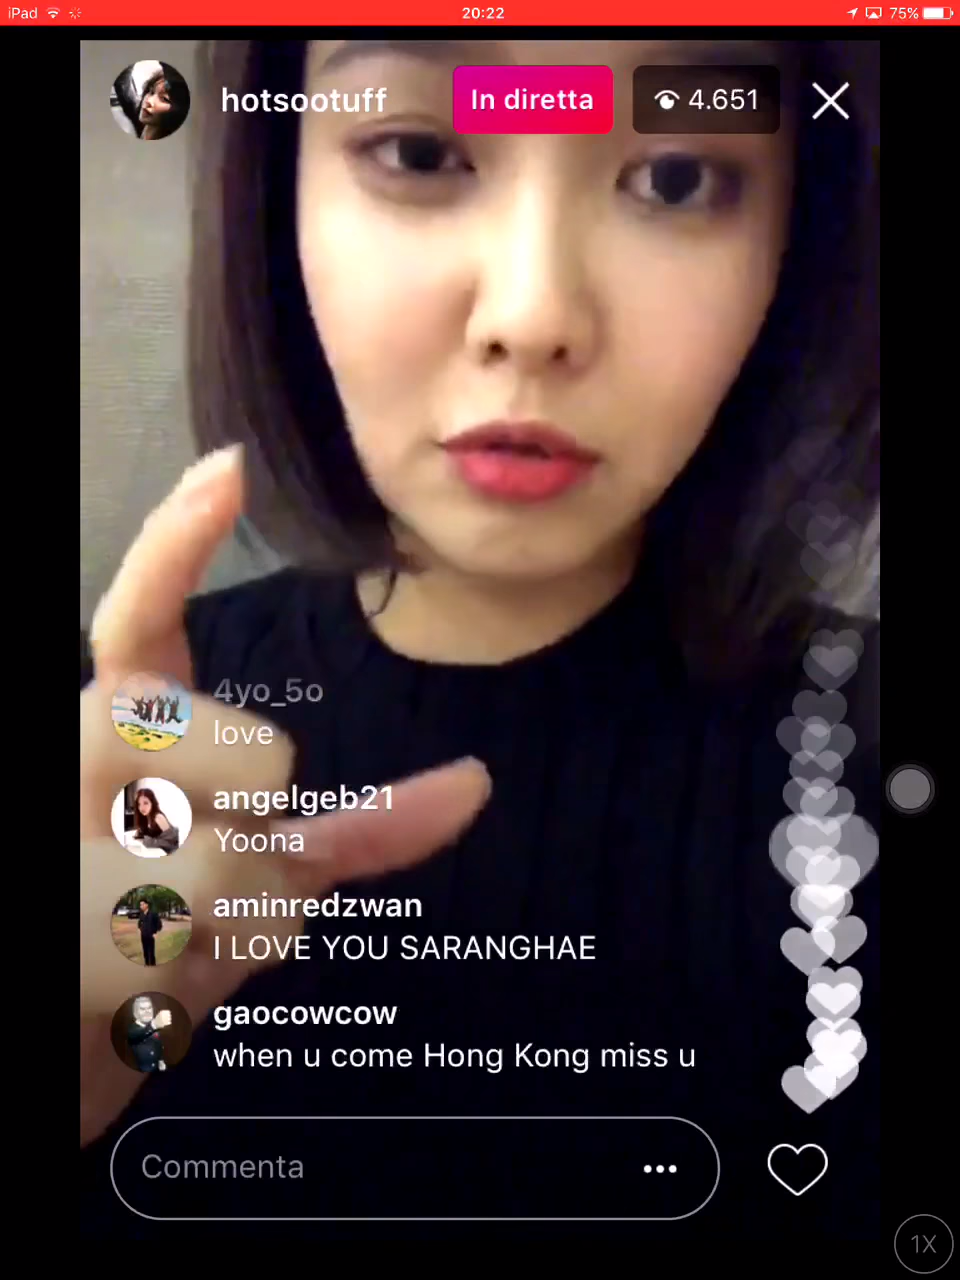 iPad
20:22
75%
hotsootuff
In diretta
4.651
4yo_5o
love
angelgeb21
Yoona
aminredzwan
I LOVE YOU SARANGHAE
gaocowcow
when u come Hong Kong miss u
Commenta
1X